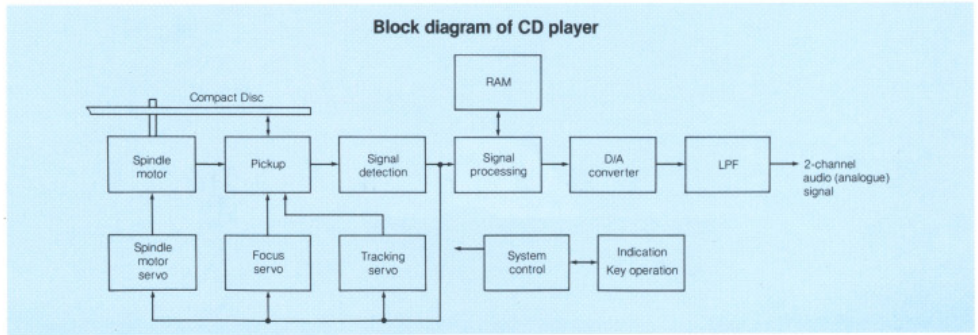 Block diagram of CD player
RAM
Compact Disc
Spindle
motor
Pickup
Signal
detection
Signal
processing
D/A
converter
LPF
2-channel
audio (analogue)
signal
Spindle
motor
servo
Focus
servo
Tracking
servo
System
control
Indication
Key operation